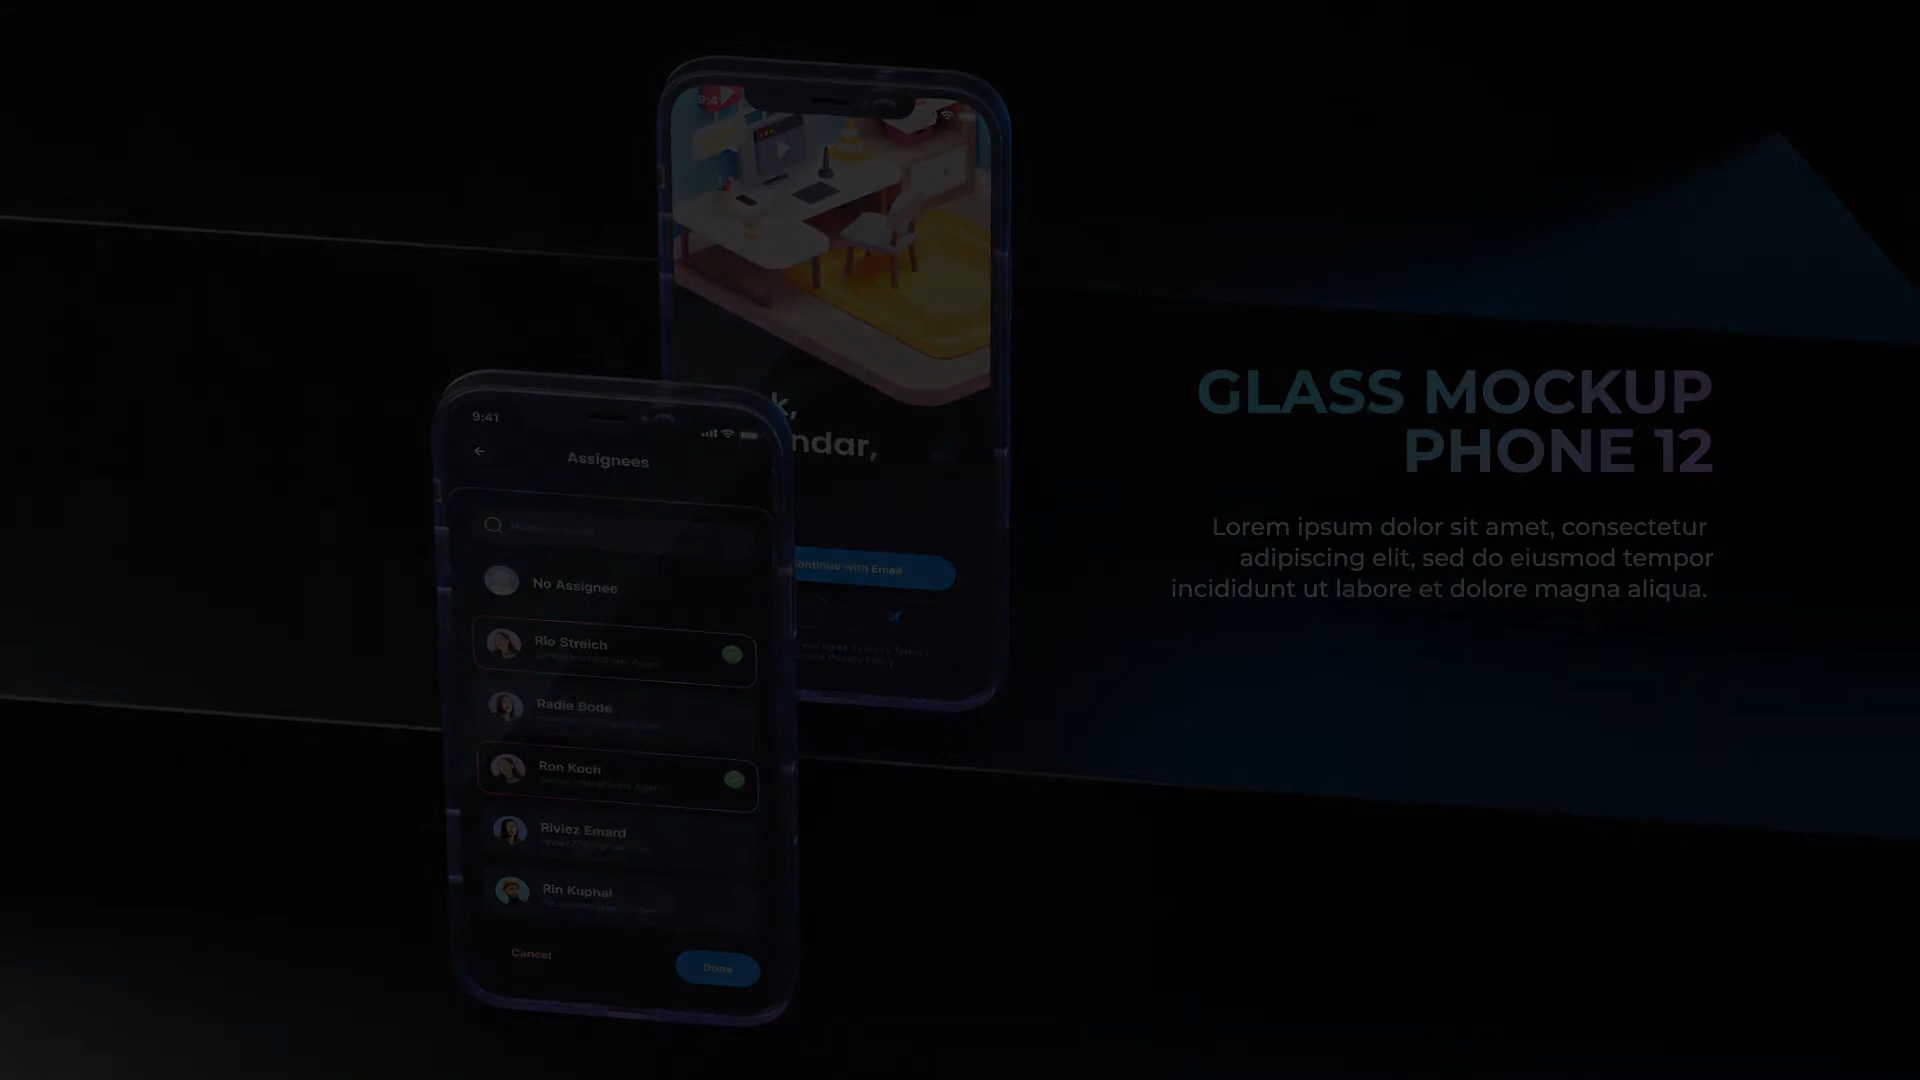 9:41
k,
ndar,
Continue with Email
9:41
Assignees
No Assignee
Rio Streich
Radie Bode
Ron Koch
Riviez Emard
Rin Kuphal
Cancel
Done
GLASS MOCKUP
PHONE 12
Lorem ipsum dolor sit amet, consectetur
adipiscing elit, sed do eiusmod tempor
incididunt ut labore et dolore magna aliqua.